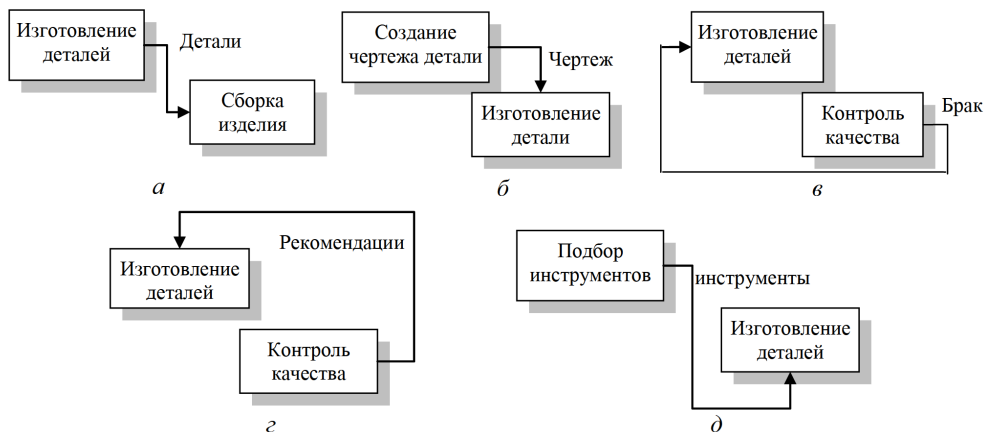 Изготовление
деталей
Детали
Сборка
изделия
а
Создание
чертежа детали
Чертеж
Изготовление
детали
б
Изготовление
деталей
Контроль
качества
Брак
в
Рекомендации
Изготовление
деталей
Контроль
качества
г
Подбор
инструментов
инструменты
Изготовление
деталей
д